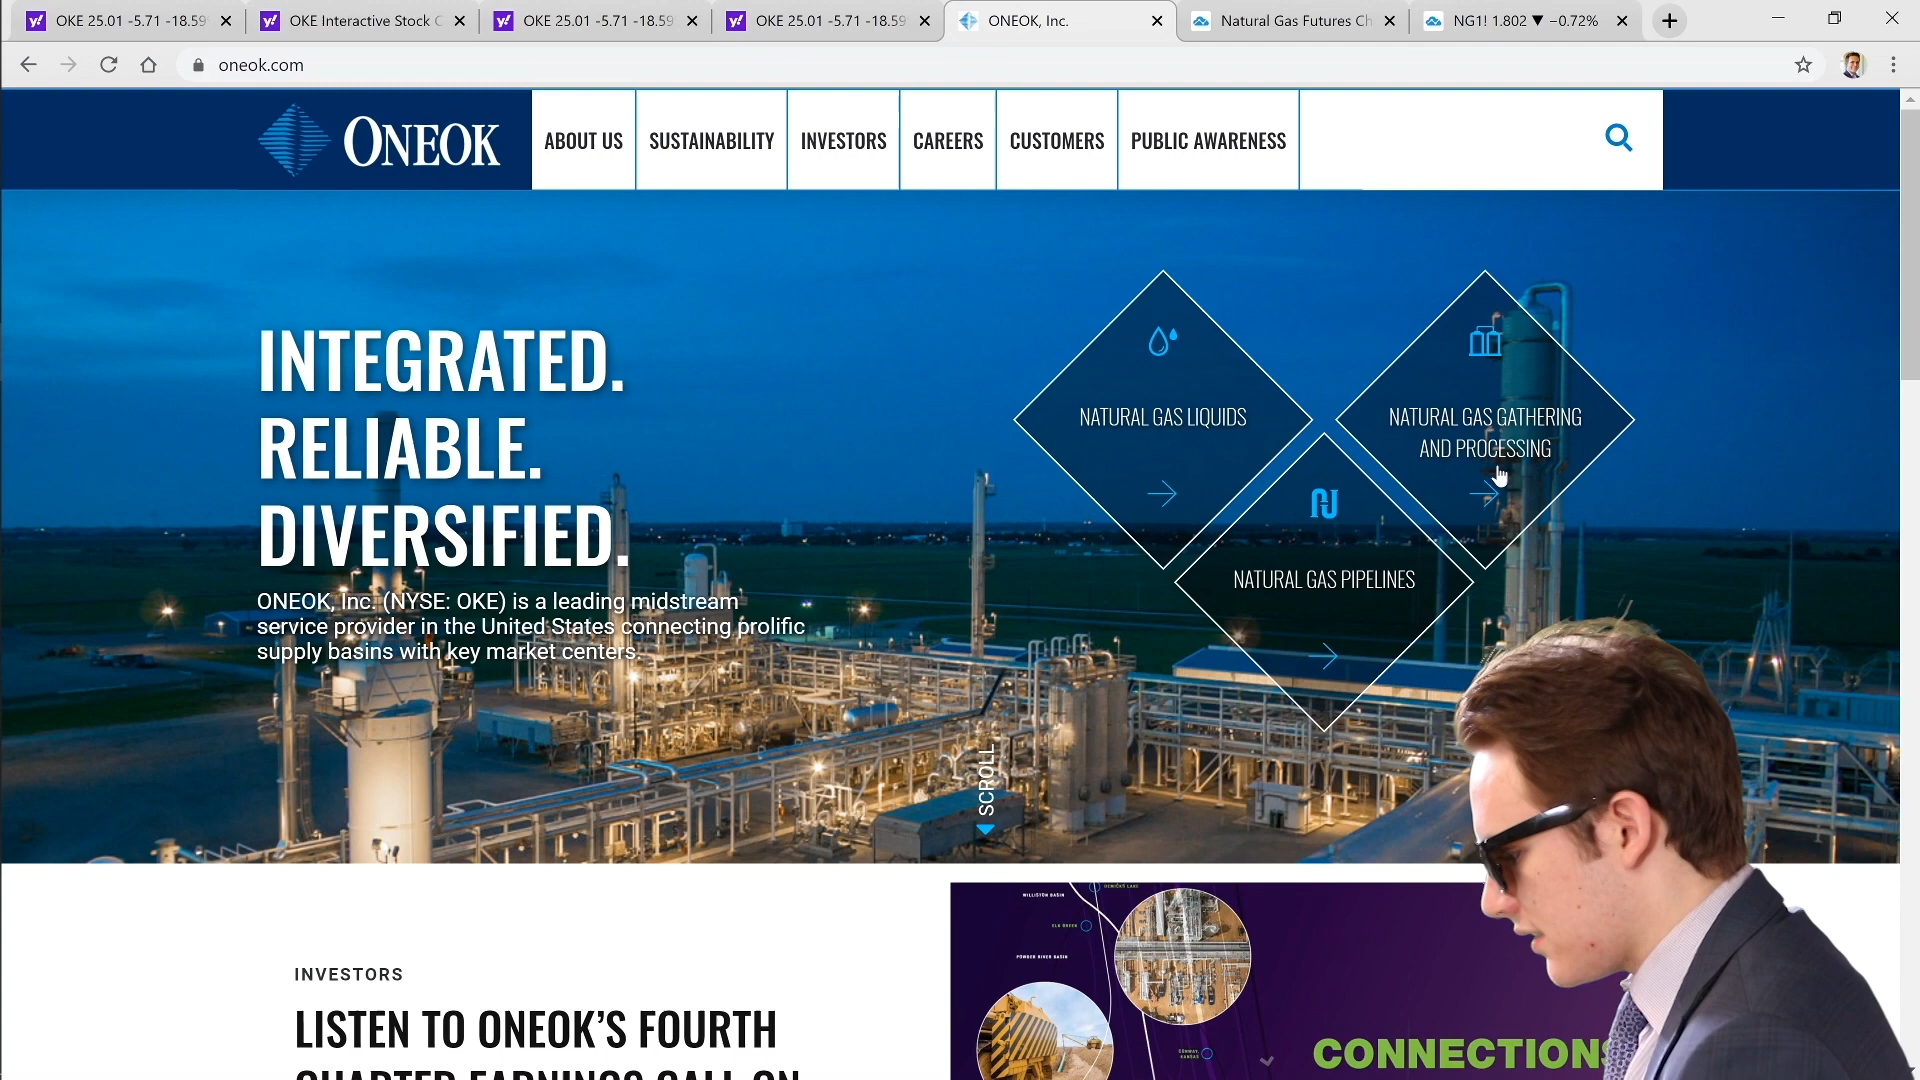 OKE 25.01 -5.71 -18.59
OKE Interactive Stock C
OKE 25.01 -5.71 -18.59
OKE 25.01 -5.71 -18.59
ONEOK, Inc.
Natural Gas Futures Ch
NG1! 1.802 ▼ −0.72%
oneok.com
ONEOK
ABOUT US
SUSTAINABILITY
INVESTORS
CAREERS
CUSTOMERS
PUBLIC AWARENESS
INTEGRATED.
RELIABLE.
DIVERSIFIED.
ONEOK, Inc. (NYSE: OKE) is a leading midstream
service provider in the United States connecting prolific
supply basins with key market centers.
NATURAL GAS LIQUIDS
NATURAL GAS GATHERING
AND PROCESSING
NATURAL GAS PIPELINES
SCROLL
INVESTORS
LISTEN TO ONEOK'S FOURTH
QUARTER EARNINGS CALL ON
WILLISTON BASIN
DEMICKS LAKE
ELK CREEK
POWDER RIVER BASIN
CONWAY,
KANSAS
CONNECTIONS